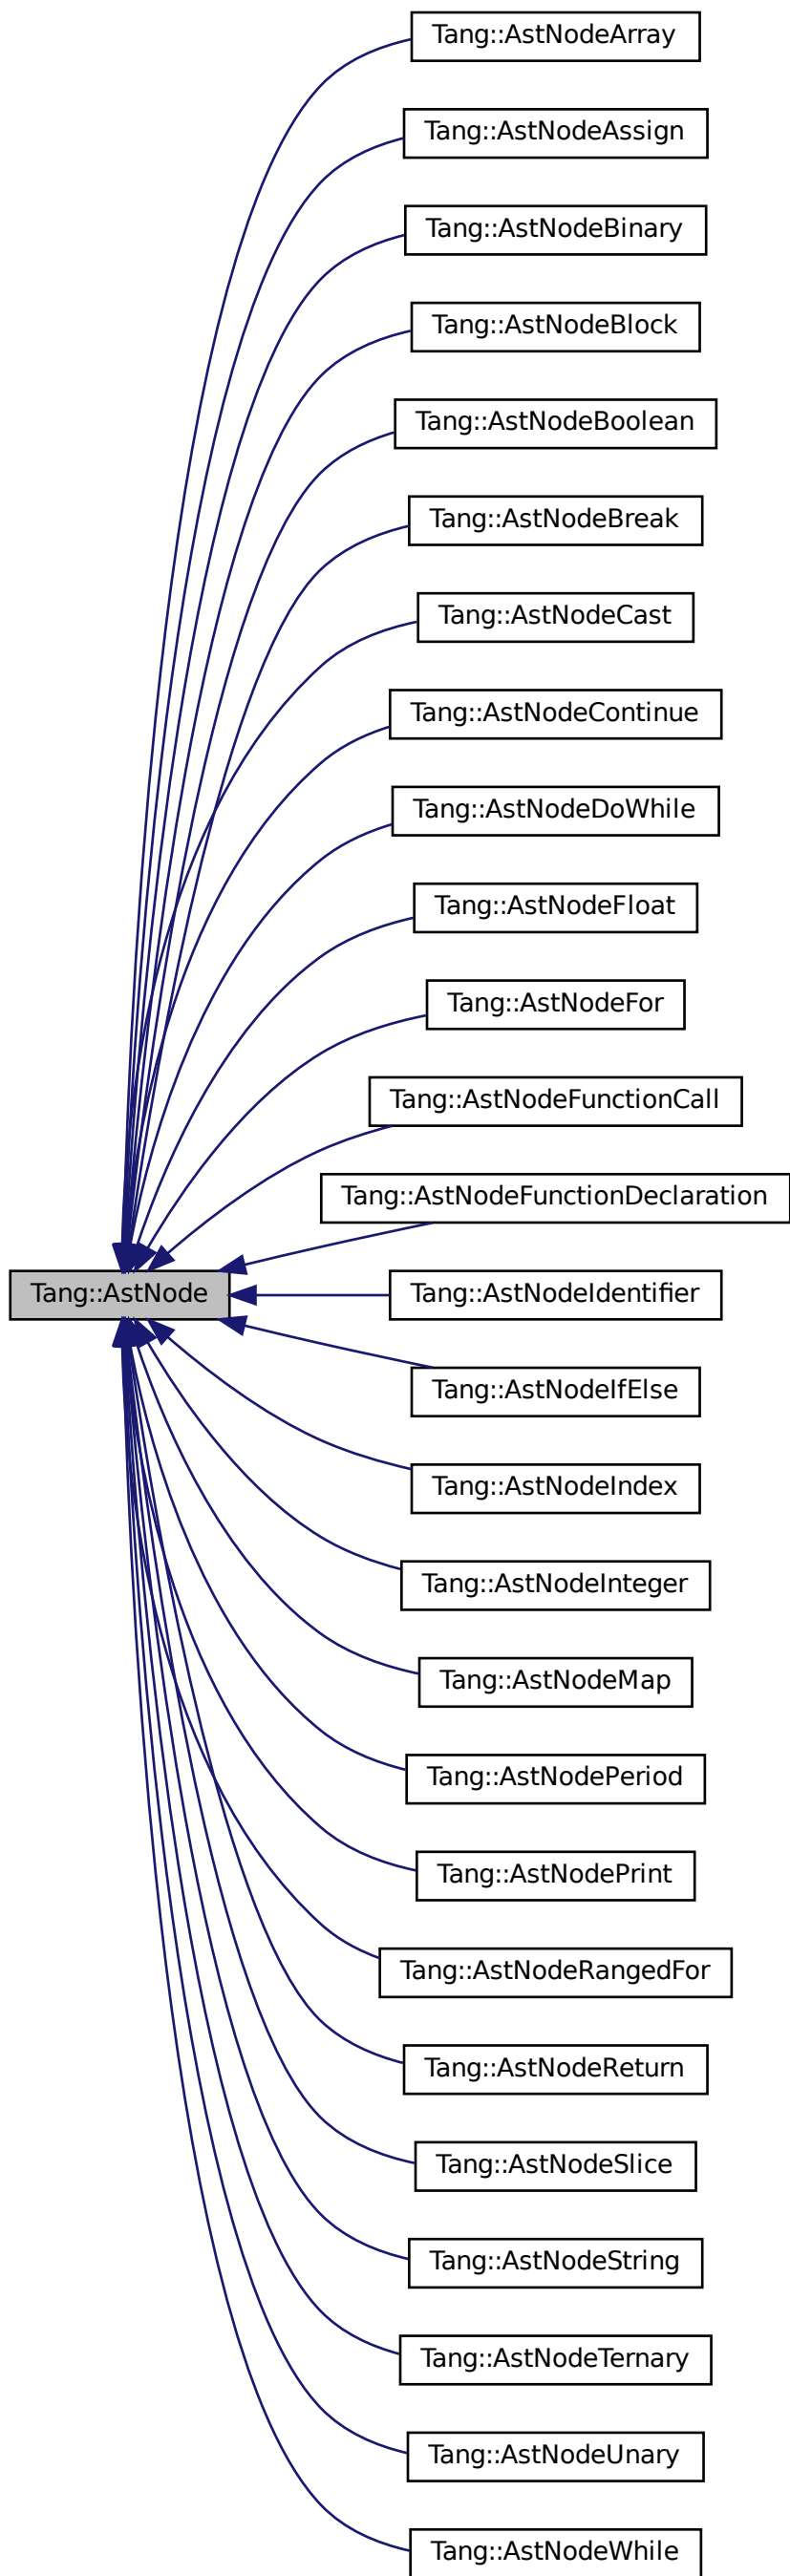 Tang::AstNodeArray
Tang::AstNodeAssign
Tang::AstNodeBinary
Tang::AstNodeBlock
Tang::AstNodeBoolean
Tang::AstNodeBreak
Tang::AstNodeCast
Tang::AstNodeContinue
Tang::AstNodeDoWhile
Tang::AstNodeFloat
Tang::AstNodeFor
Tang::AstNodeFunctionCall
Tang::AstNodeFunctionDeclaration
Tang::AstNode
Tang::AstNodeIdentifier
Tang::AstNodeIfElse
Tang::AstNodeIndex
Tang::AstNodeInteger
Tang::AstNodeMap
Tang::AstNodePeriod
Tang::AstNodePrint
Tang::AstNodeRangedFor
Tang::AstNodeReturn
Tang::AstNodeSlice
Tang::AstNodeString
Tang::AstNodeTernary
Tang::AstNodeUnary
Tang::AstNodeWhile